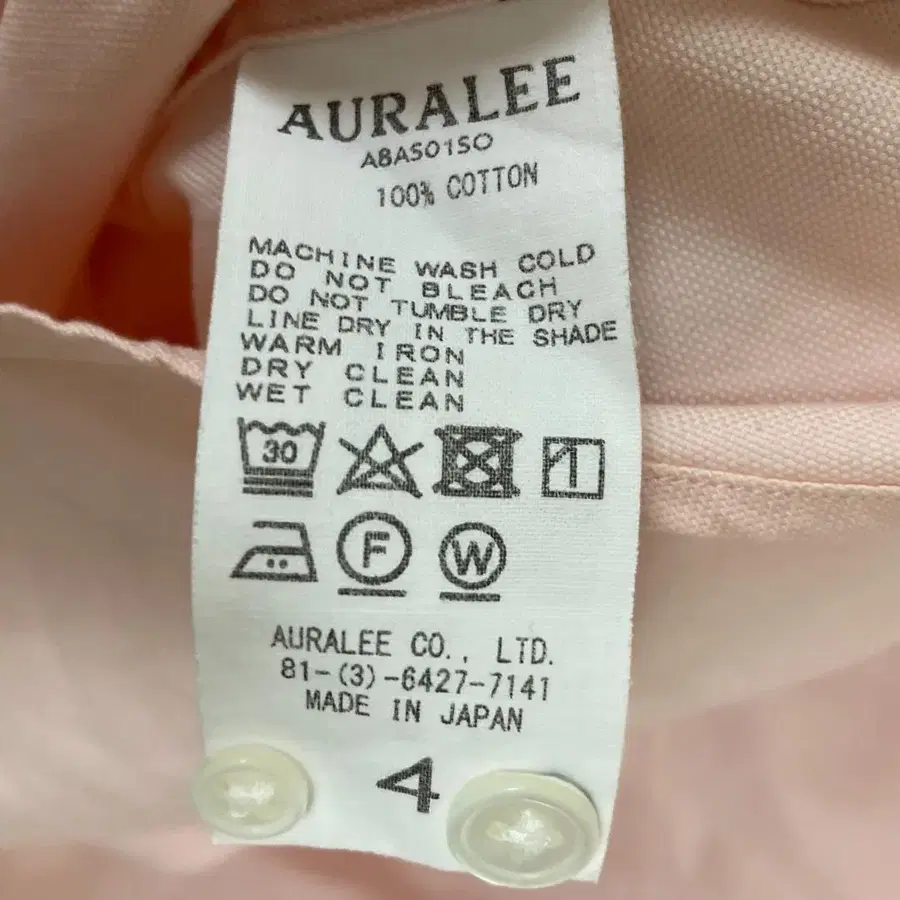 AURALEE
A8AS01SO
100% COTTON
MACHINE WASH COLD
DO NOT BLEACH
DO NOT TUMBLE DRY
LINE DRY IN THE SHADE
WARM IRON
DRY CLEAN
WET CLEAN
30
F W
AURALEE CO., LTD.
81-(3)-6427-7141
MADE IN JAPAN
4